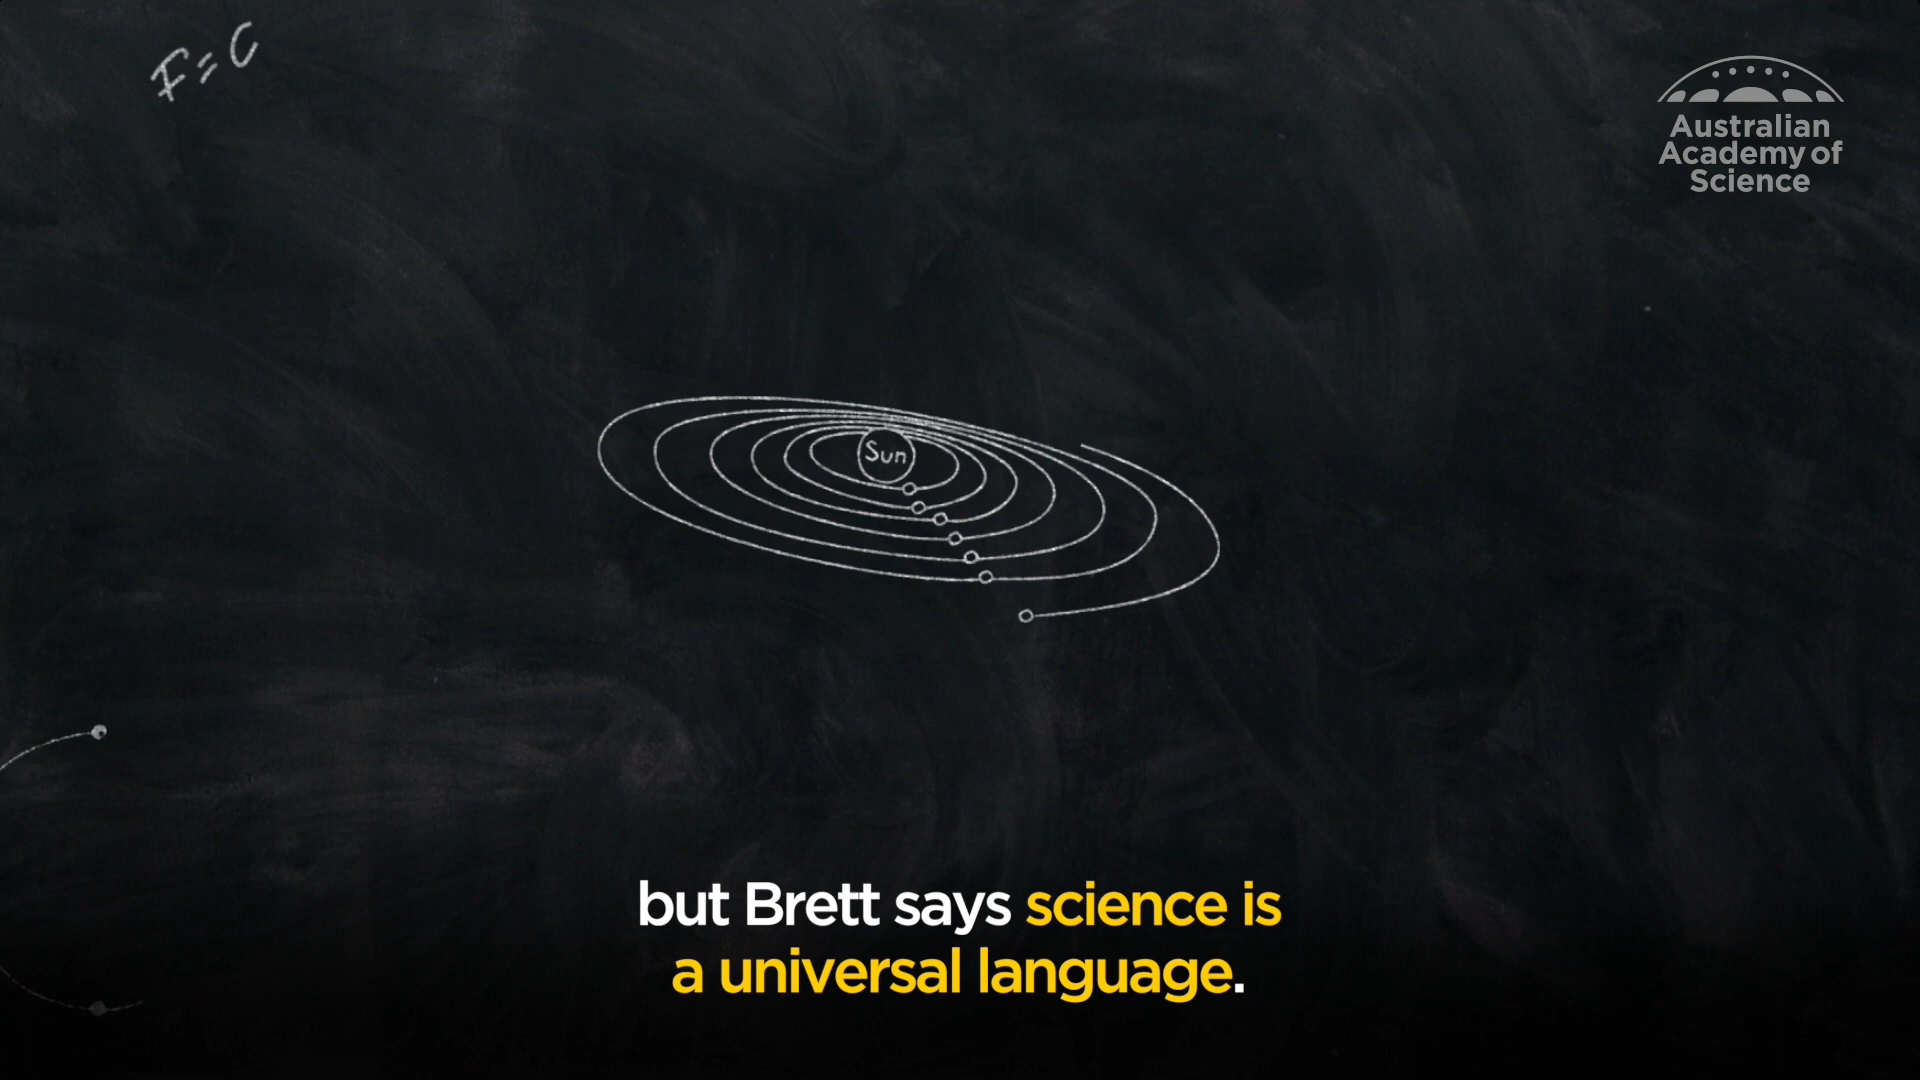 F = C
Australian
Academy of
Science
Sun
but Brett says science is
a universal language.